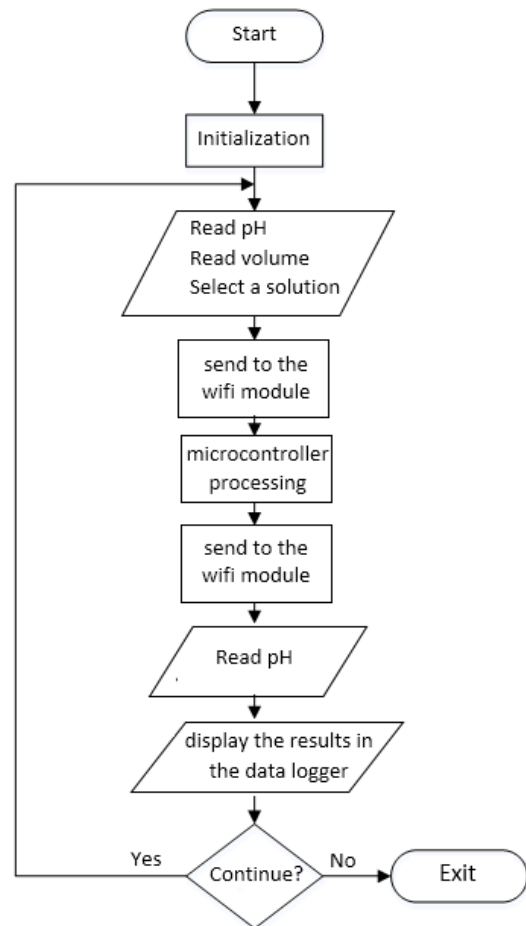 Start
Initialization
Read pH
Read volume
Select a solution
send to the
wifi module
microcontroller
processing
send to the
wifi module
Read pH
display the results in
the data logger
Yes
Continue?
No
Exit